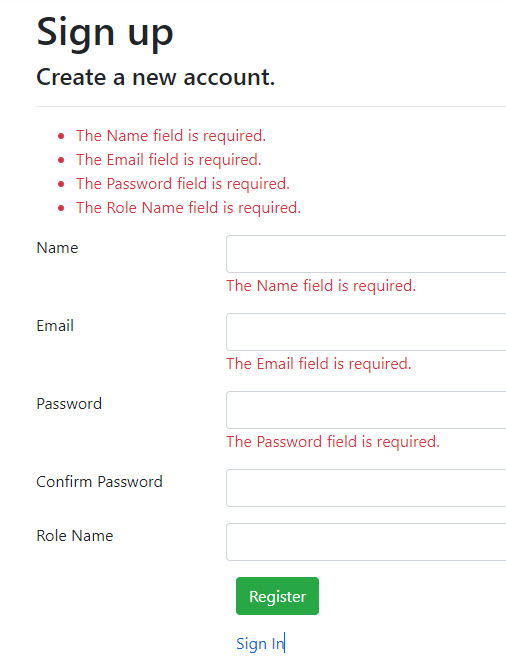 Sign up
Create a new account.
The Name field is required.
The Email field is required.
The Password field is required.
The Role Name field is required.
Name
The Name field is required.
Email
The Email field is required.
Password
The Password field is required.
Confirm Password
Role Name
Register
Sign In